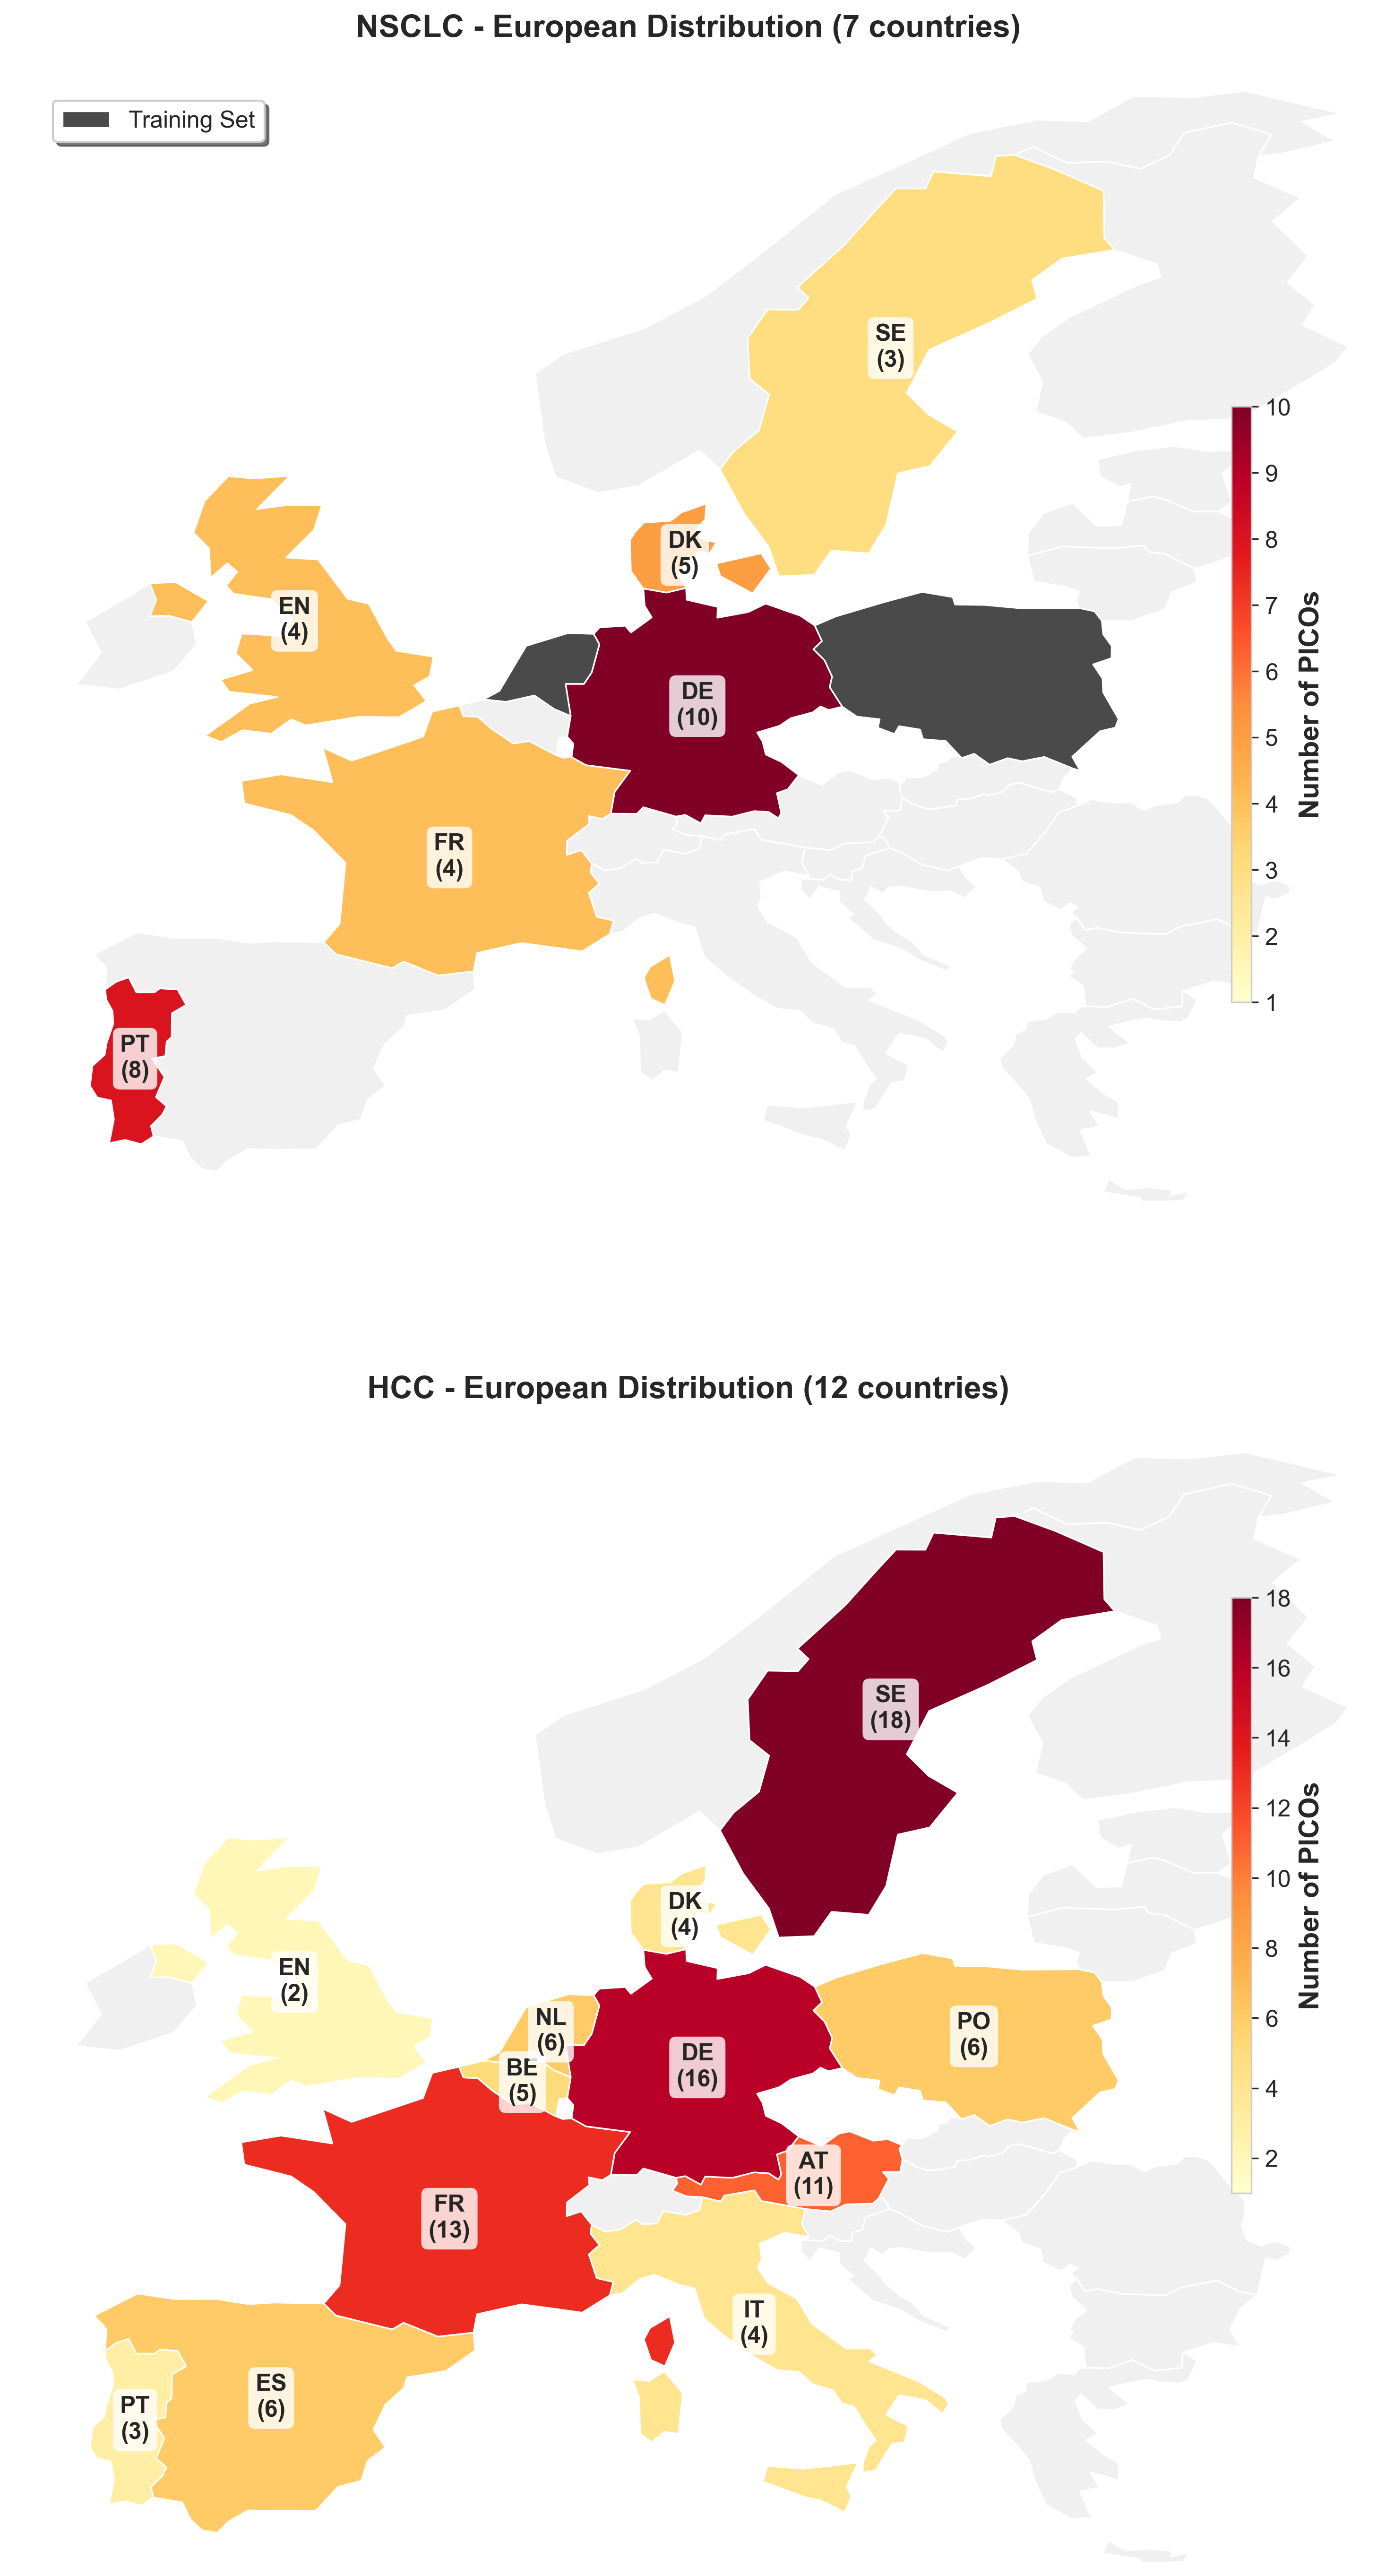 NSCLC - European Distribution (7 countries)
Training Set
SE
(3)
DK
(5)
EN
(4)
DE
(10)
FR
(4)
PT
(8)
10
9
8
7
6
5
4
3
2
1
Number of PICOs
HCC - European Distribution (12 countries)
SE
(18)
DK
(4)
EN
(2)
NL
(6)
BE
(5)
DE
(16)
PO
(6)
AT
(11)
FR
(13)
IT
(4)
ES
(6)
PT
(3)
18
16
14
12
10
8
6
4
2
Number of PICOs